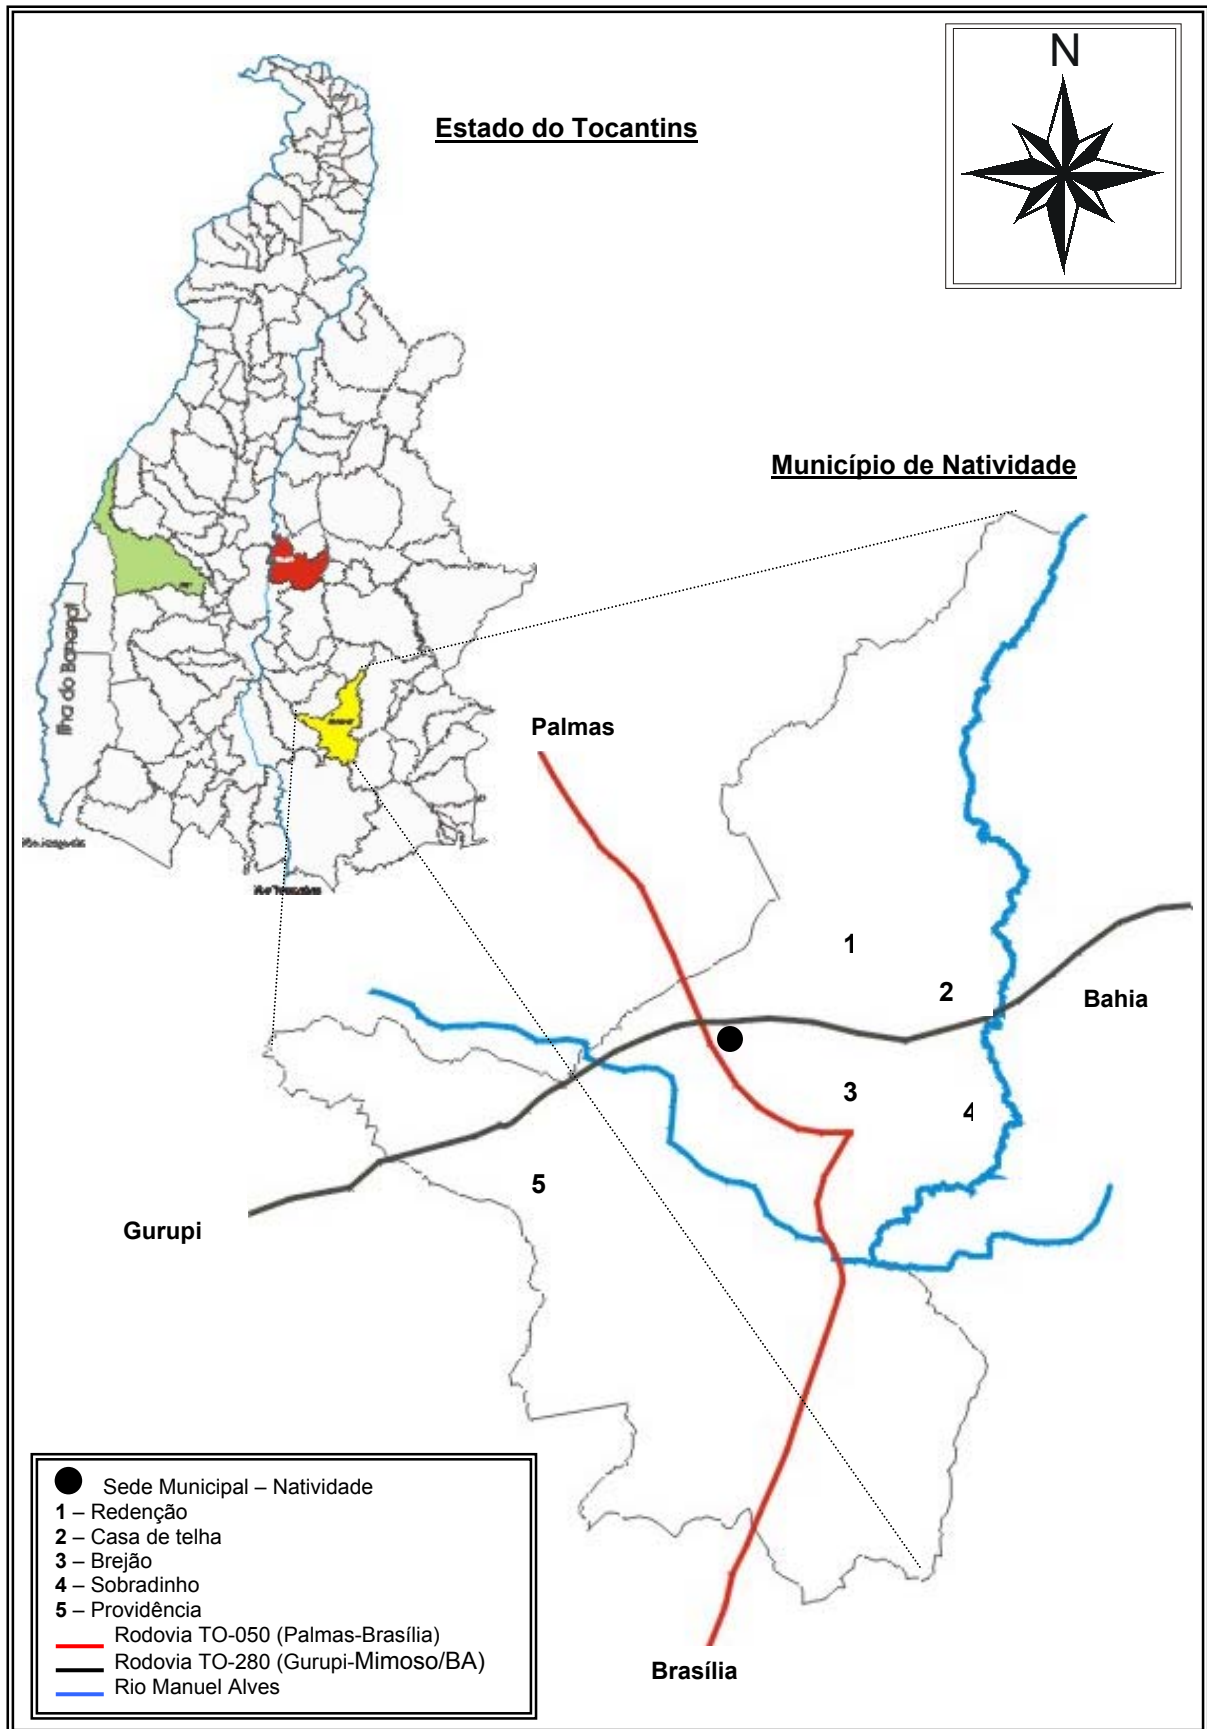 N
Estado do Tocantins
Município de Natividade
Ilha do Bananal
Palmas
1
2
Bahia
3
4
5
Gurupi
Sede Municipal – Natividade
1 – Redenção
2 – Casa de telha
3 – Brejão
4 – Sobradinho
5 – Providência
Rodovia TO-050 (Palmas-Brasília)
Rodovia TO-280 (Gurupi-Mimoso/BA)
Rio Manuel Alves
Brasília